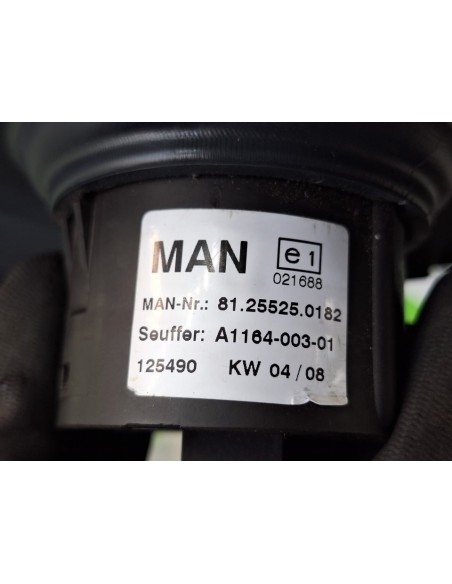 MAN e1
021688
MAN-Nr.: 81.25525.0182
Seuffer: A1164-003-01
125490 KW 04/08